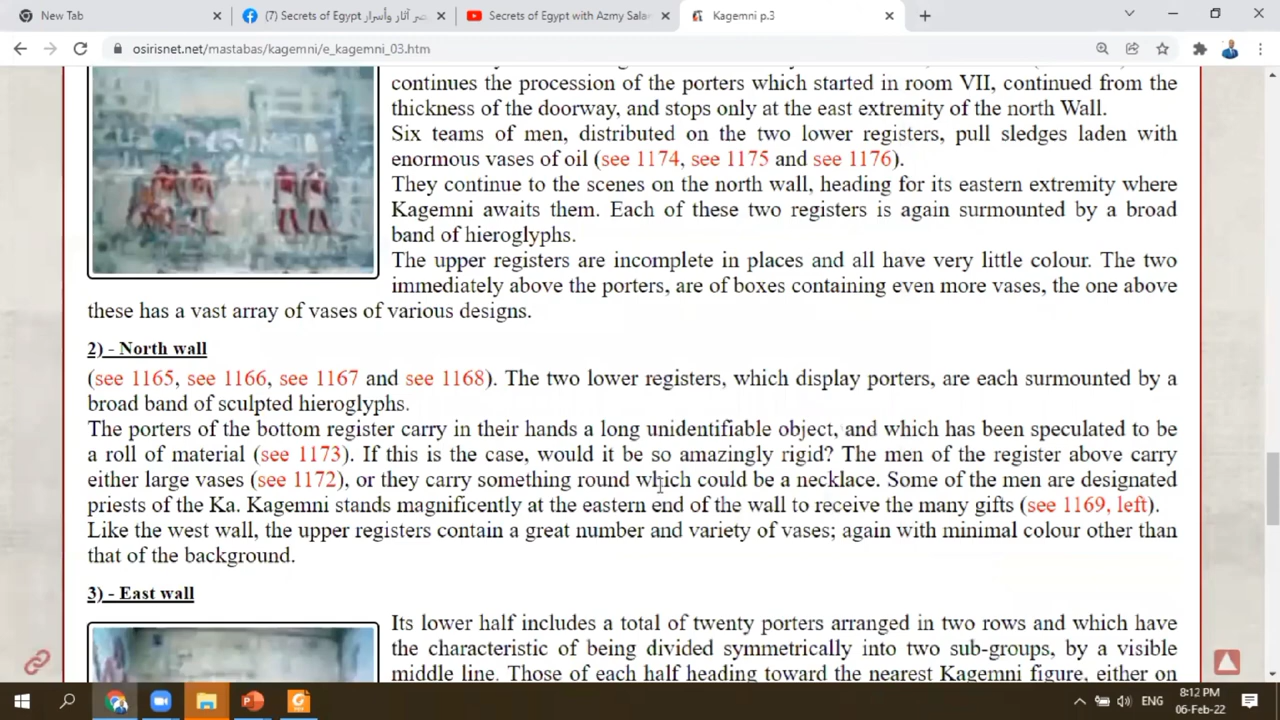 New Tab
(7) Secrets of Egypt مصر آثار وأسرار
Secrets of Egypt with Azmy Salam
Kagemni p.3
osirisnet.net/mastabas/kagemni/e_kagemni_03.htm
continues the procession of the porters which started in room VII, continued from the
thickness of the doorway, and stops only at the east extremity of the north Wall.
Six teams of men, distributed on the two lower registers, pull sledges laden with
enormous vases of oil (see 1174, see 1175 and see 1176).
They continue to the scenes on the north wall, heading for its eastern extremity where
Kagemni awaits them. Each of these two registers is again surmounted by a broad
band of hieroglyphs.
The upper registers are incomplete in places and all have very little colour. The two
immediately above the porters, are of boxes containing even more vases, the one above
these has a vast array of vases of various designs.
2) - North wall
(see 1165, see 1166, see 1167 and see 1168). The two lower registers, which display porters, are each surmounted by a
broad band of sculpted hieroglyphs.
The porters of the bottom register carry in their hands a long unidentifiable object, and which has been speculated to be
a roll of material (see 1173). If this is the case, would it be so amazingly rigid? The men of the register above carry
either large vases (see 1172), or they carry something round which could be a necklace. Some of the men are designated
priests of the Ka. Kagemni stands magnificently at the eastern end of the wall to receive the many gifts (see 1169, left).
Like the west wall, the upper registers contain a great number and variety of vases; again with minimal colour other than
that of the background.
3) - East wall
Its lower half includes a total of twenty porters arranged in two rows and which have
the characteristic of being divided symmetrically into two sub-groups, by a visible
middle line. Those of each half heading toward the nearest Kagemni figure, either on
ENG
8:12 PM
06-Feb-22